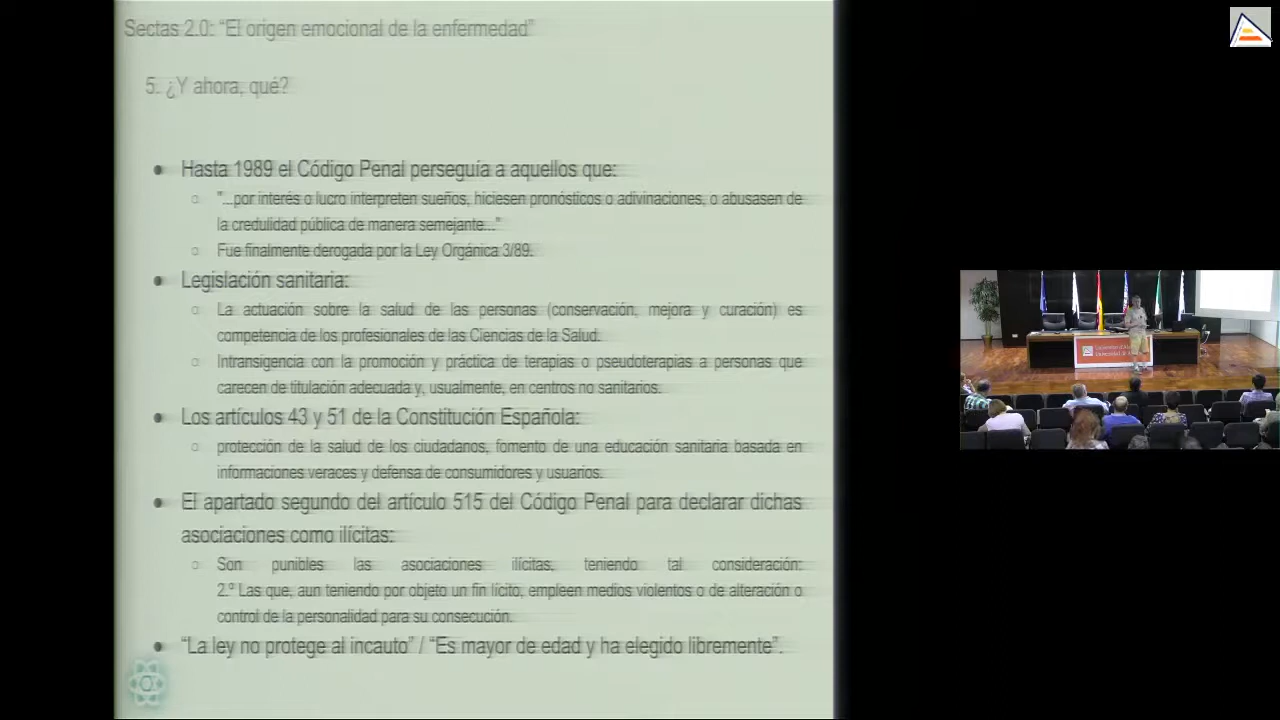 Sectas 2.0: “El origen emocional de la enfermedad”
5. ¿Y ahora, qué?
Hasta 1989 el Código Penal perseguía a aquellos que:
"...por interés o lucro interpreten sueños, hiciesen pronósticos o adivinaciones, o abusasen de
la credulidad pública de manera semejante..."
Fue finalmente derogada por la Ley Orgánica 3/89.
Legislación sanitaria:
La actuación sobre la salud de las personas (conservación, mejora y curación) es
competencia de los profesionales de las Ciencias de la Salud.
Intransigencia con la promoción y práctica de terapias o pseudoterapias a personas que
carecen de titulación adecuada y, usualmente, en centros no sanitarios.
Los artículos 43 y 51 de la Constitución Española:
protección de la salud de los ciudadanos, fomento de una educación sanitaria basada en
informaciones veraces y defensa de consumidores y usuarios.
El apartado segundo del artículo 515 del Código Penal para declarar dichas
asociaciones como ilícitas:
Son punibles las asociaciones ilícitas, teniendo tal consideración:
2.º Las que, aun teniendo por objeto un fin lícito, empleen medios violentos o de alteración o
control de la personalidad para su consecución.
“La ley no protege al incauto” / “Es mayor de edad y ha elegido libremente”.